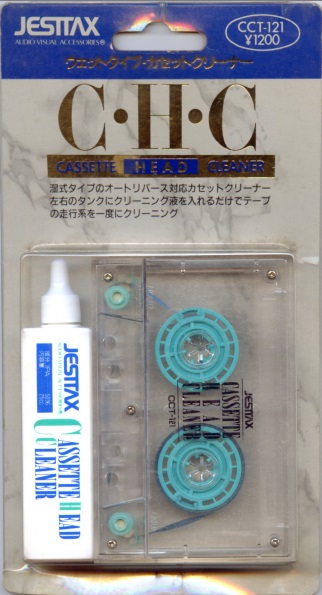 JESTTAX
AUDIO VISUAL ACCESSORIES
CCT-121
¥1200
ウェットタイプ・カセットクリーナー
C・H・C
CASSETTE HEAD CLEANER
湿式タイプのオートリバース対応カセットクリーナー
左右のタンクにクリーニング液を入れるだけでテープ
の走行系を一度にクリーニング
JESTTAX
CASSETTE HEAD
CLEANER
JESTTAX
CASSETTE
HEAD
CLEANER
CCT-121